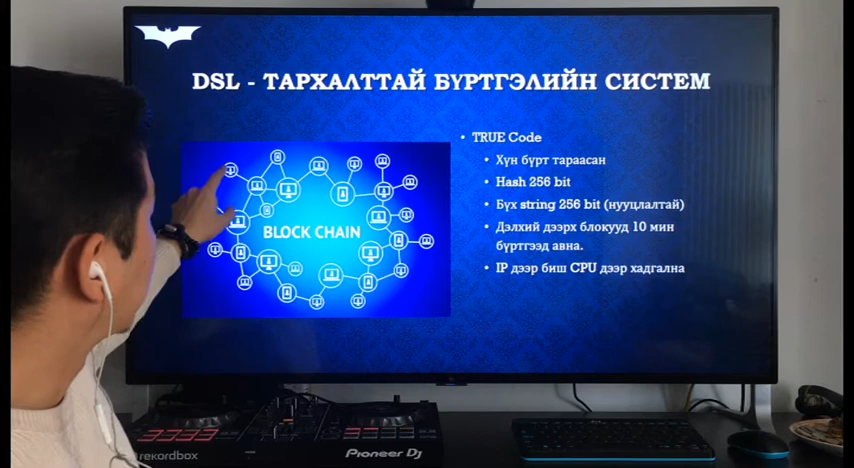 DSL - ТАРХАЛТТАЙ БҮРТГЭЛИЙН СИСТЕМ
BLOCK CHAIN
• TRUE Code
• Хүн бүрт тараасан
• Hash 256 bit
• Бүх string 256 bit (нууцлалтай)
• Дэлхий дээрх блокууд 10 мин
бүртгээд авна.
• IP дээр биш CPU дээр хадгална
rekordbox
Pioneer Dj